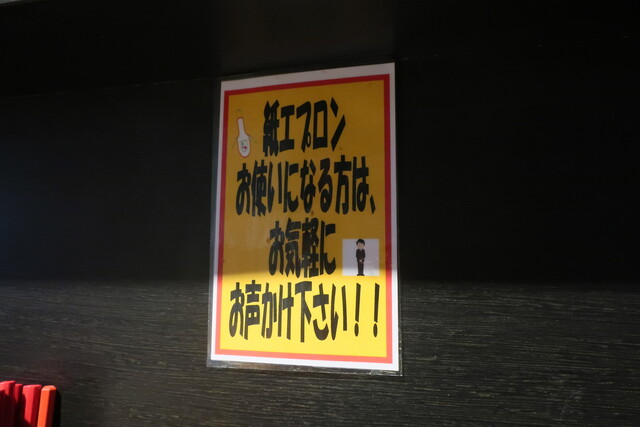 紙エプロン
お使いになる方は、
お気軽に
お声かけ下さい!!